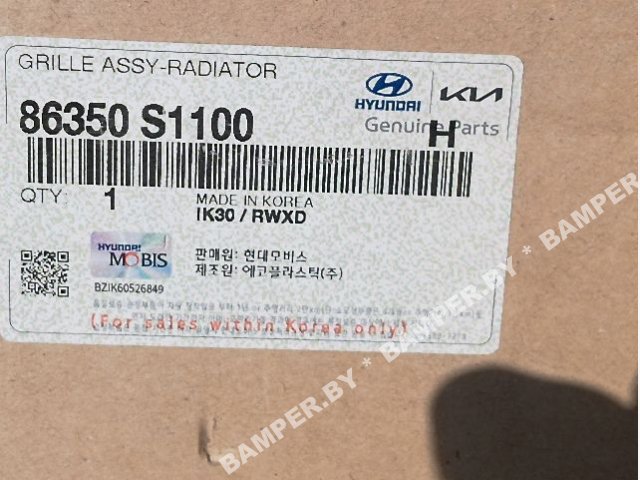 GRILLE ASSY-RADIATOR
HYUNDAI KIA
86350 S1100
Genuine Parts
H
QTY: 1 MADE IN KOREA
IK30 / RWXD
HYUNDAI
MOBIS
판매원: 현대모비스
제조원: 에코플라스틱(주)
BZIK60526849
(For sales within Korea only)
BAMPER.BY * BAMPER.BY * BAMPER.BY